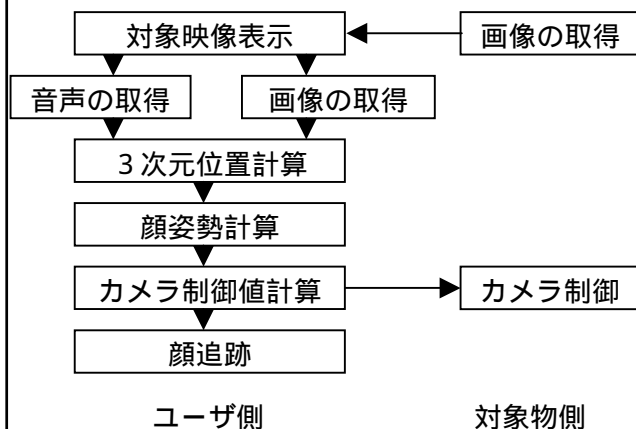 対象映像表示 画像の取得
音声の取得 画像の取得
３次元位置計算
顔姿勢計算
カメラ制御値計算 カメラ制御
顔追跡
ユーザ側 対象物側